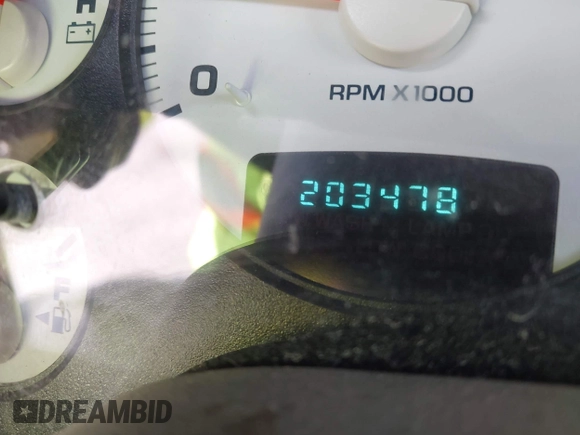 H
0
RPM X1000
203478
DREAMBID